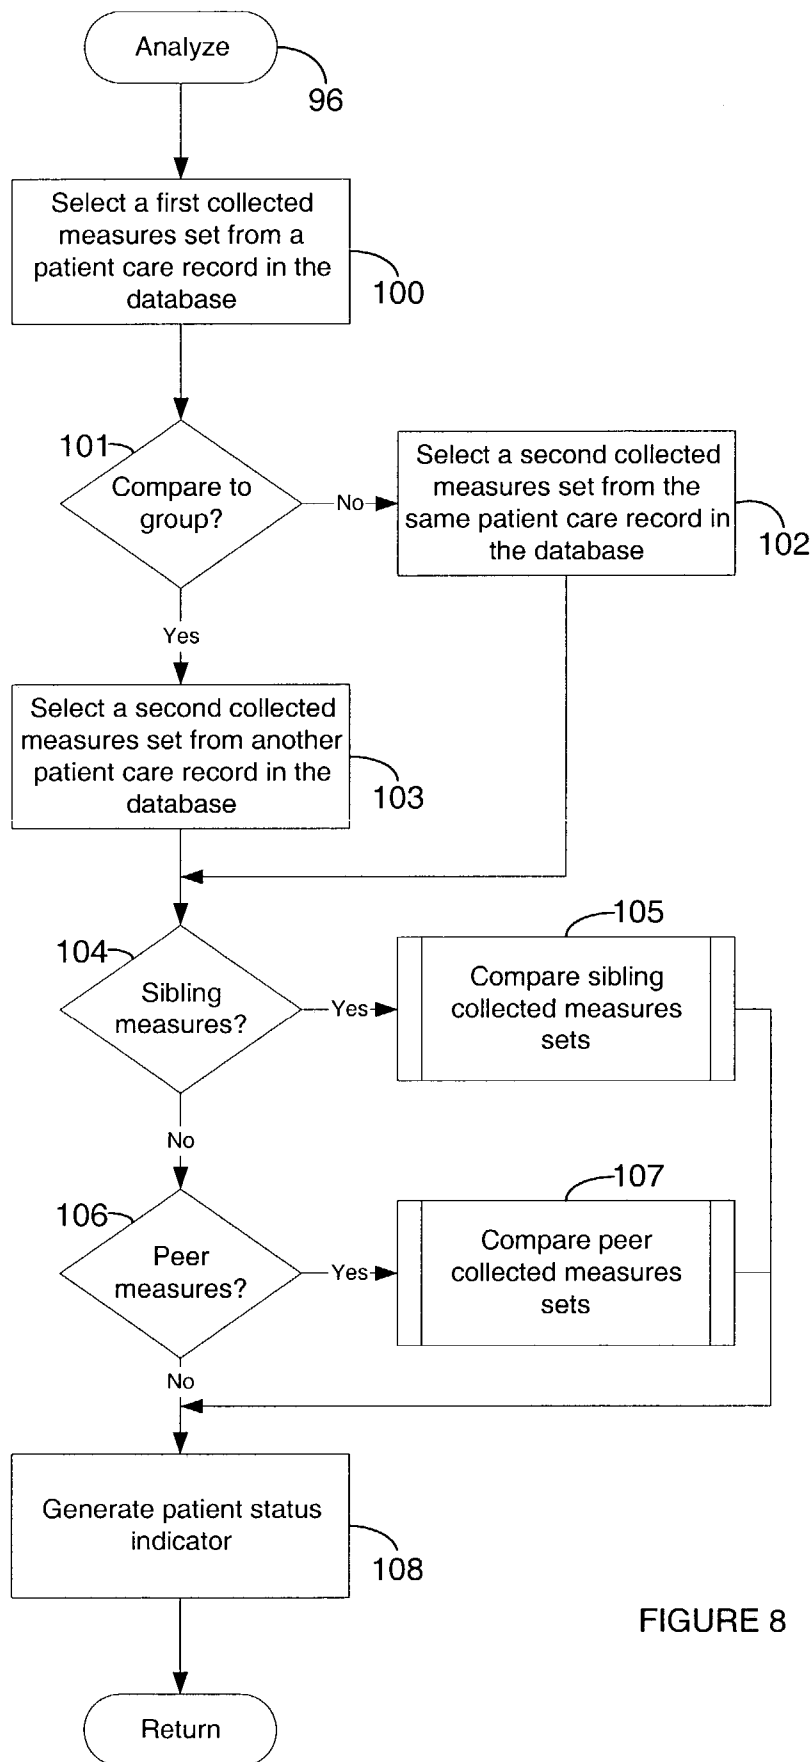 Analyze
96
Select a first collected
measures set from a
patient care record in the
database
100
101
Compare to
group?
No
Select a second collected
measures set from the
same patient care record in
the database
102
Yes
Select a second collected
measures set from another
patient care record in the
database
103
104
Sibling
measures?
Yes
105
Compare sibling
collected measures
sets
No
106
Peer
measures?
Yes
107
Compare peer
collected measures
sets
No
Generate patient status
indicator
108
FIGURE 8
Return